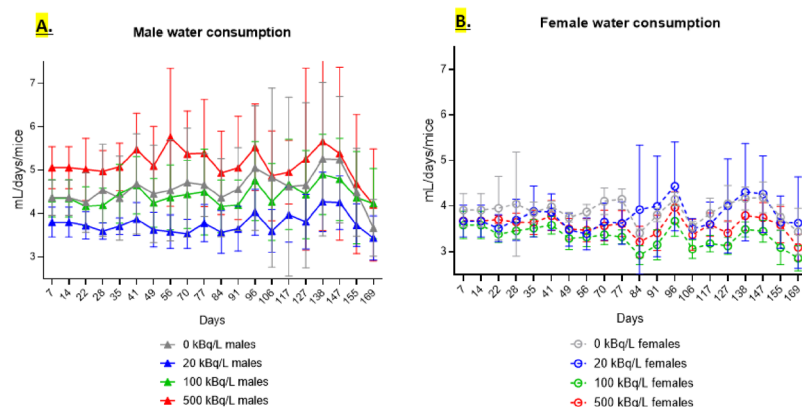 A.
Male water consumption
mL/days/mice
7
6
5
4
3
7 14 22 28 35 41 49 56 70 77 84 91 96 106 117 127 138 147 155 169
Days
0 kBq/L males
20 kBq/L males
100 kBq/L males
500 kBq/L males
B.
Female water consumption
mL/days/mice
7
6
5
4
3
7 14 22 28 35 41 49 56 70 77 84 91 98 106 117 127 138 147 155 169
Days
0 kBq/L females
20 kBq/L females
100 kBq/L females
500 kBq/L females